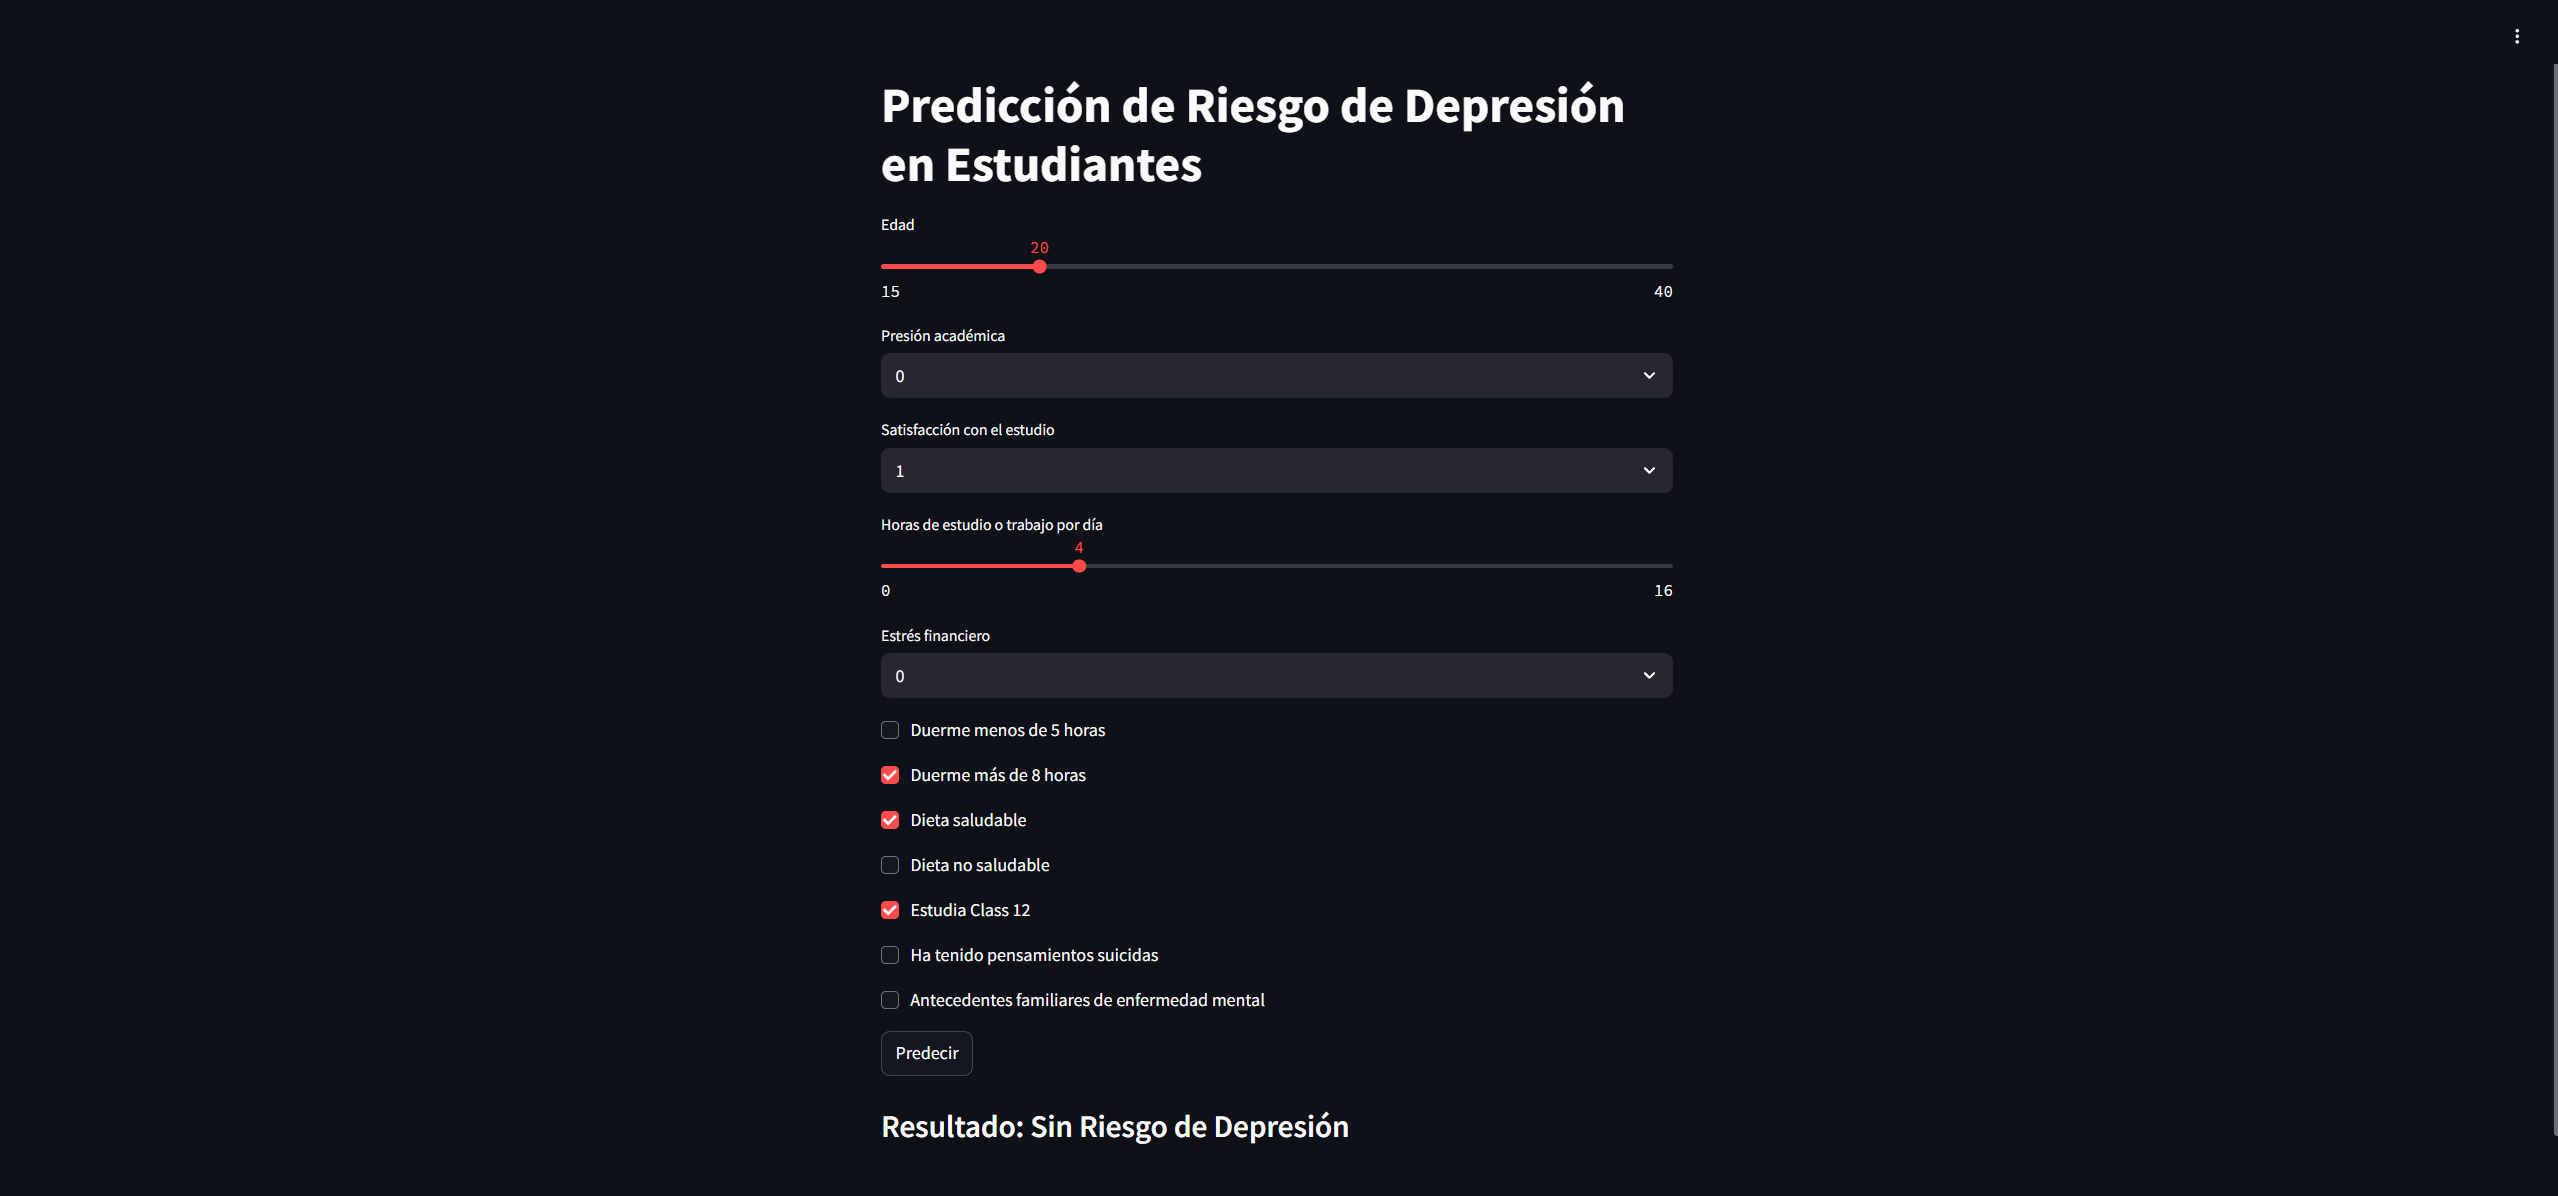 Predicción de Riesgo de Depresión
en Estudiantes
Edad
20
15 40
Presión académica
0
Satisfacción con el estudio
1
Horas de estudio o trabajo por día
4
0 16
Estrés financiero
0
Duerme menos de 5 horas
Duerme más de 8 horas
Dieta saludable
Dieta no saludable
Estudia Class 12
Ha tenido pensamientos suicidas
Antecedentes familiares de enfermedad mental
Predecir
Resultado: Sin Riesgo de Depresión